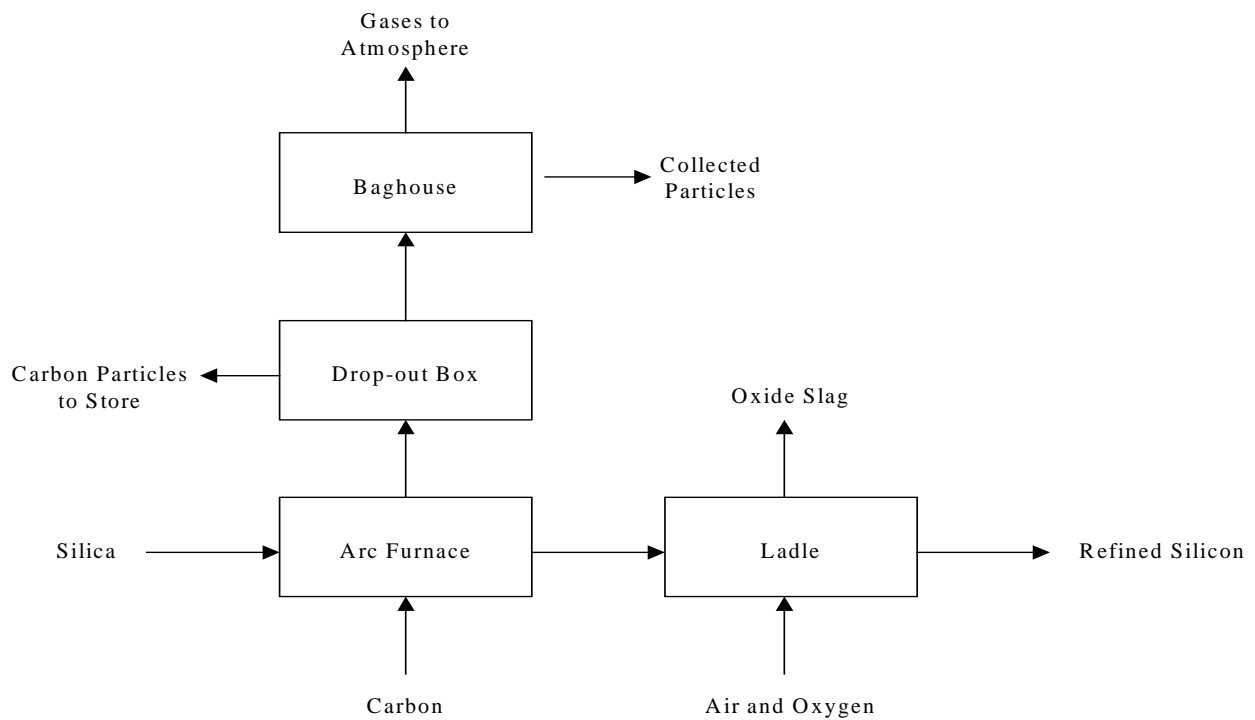 Gases to
Atmosphere
Baghouse
Collected
Particles
Carbon Particles
to Store
Drop-out Box
Oxide Slag
Silica
Arc Furnace
Ladle
Refined Silicon
Carbon
Air and Oxygen